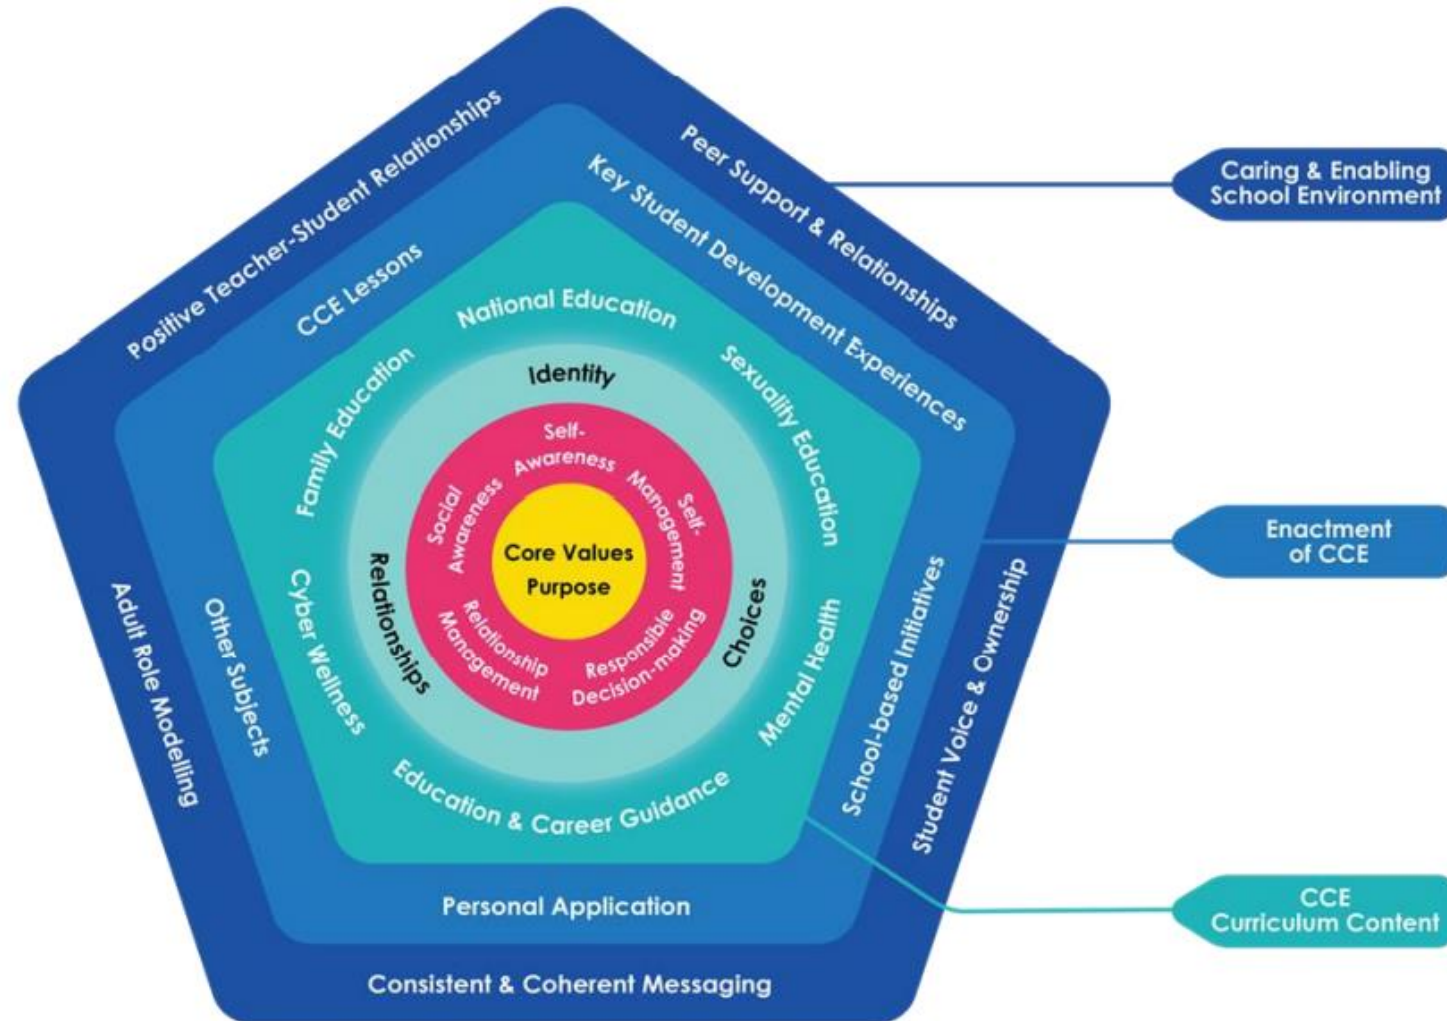 Positive Teacher-Student Relationships
Peer Support & Relationships
Caring & Enabling
School Environment
CCE Lessons
Key Student Development Experiences
National Education
Family Education
Sexuality Education
Identity
Self-
Awareness
Social
Awareness
Self-
Management
Core Values
Purpose
Relationships
Choices
Relationship
Management
Responsible
Decision-making
Enactment
of CCE
Adult Role Modelling
Other Subjects
Cyber Wellness
Mental Health
School-based Initiatives
Student Voice & Ownership
Education & Career Guidance
CCE
Curriculum Content
Personal Application
Consistent & Coherent Messaging